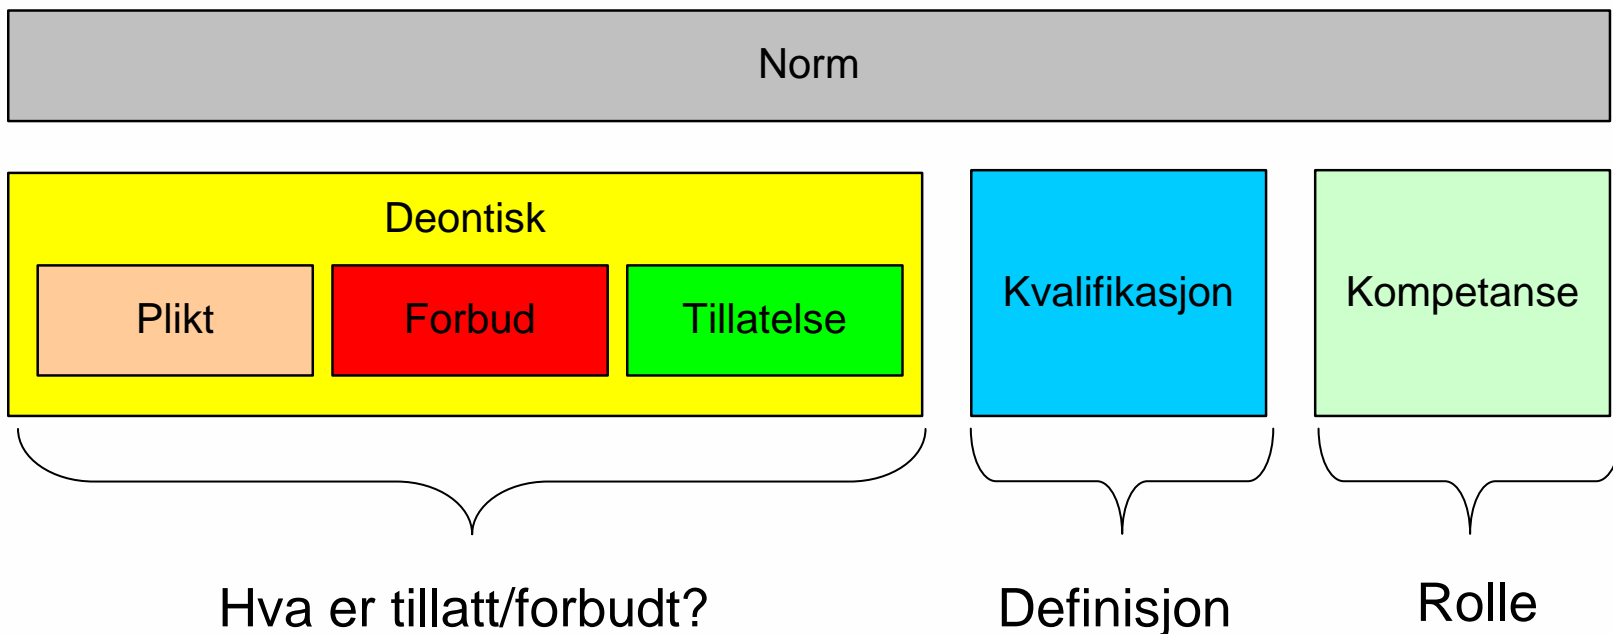 Norm
Deontisk
Plikt
Forbud
Tillatelse
Kvalifikasjon
Kompetanse
Hva er tillatt/forbudt?
Definisjon
Rolle